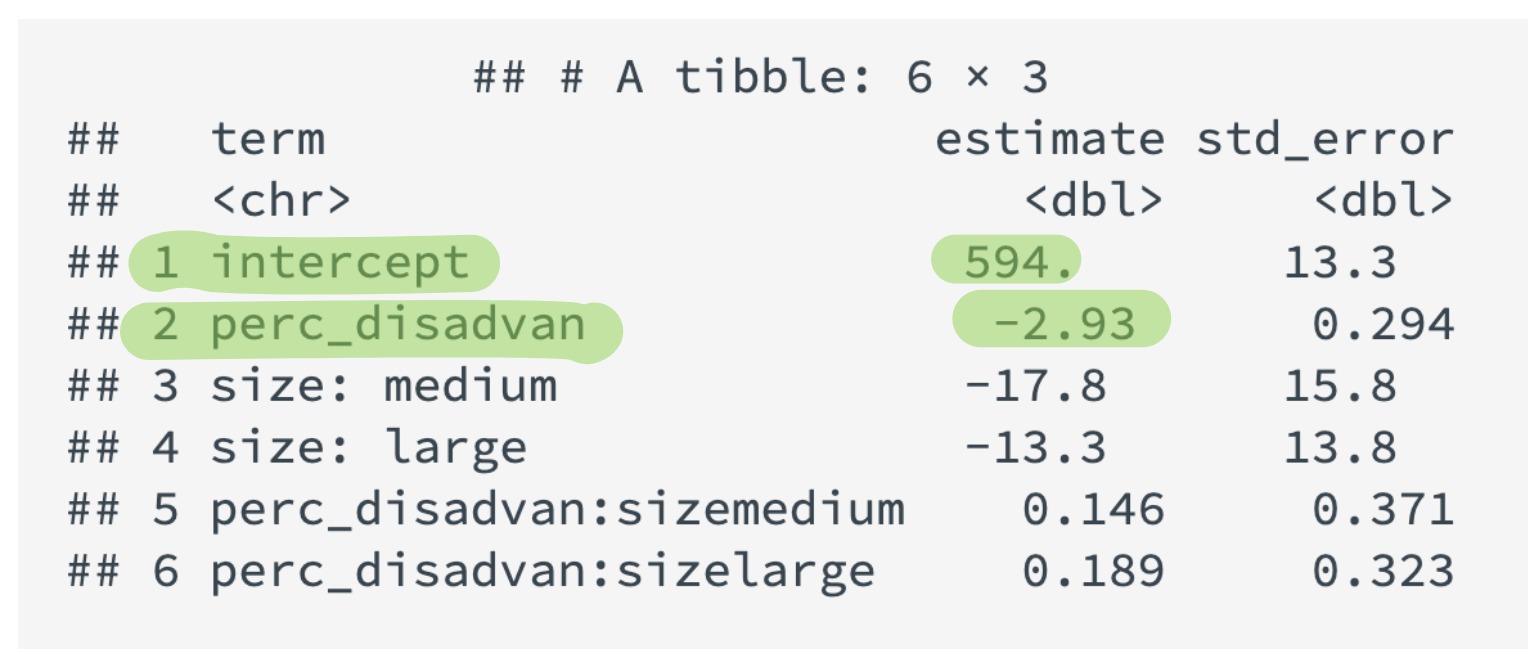 ## # A tibble: 6 × 3
## term estimate std_error
## <chr> <dbl> <dbl>
## 1 intercept 594. 13.3
## 2 perc_disadvan -2.93 0.294
## 3 size: medium -17.8 15.8
## 4 size: large -13.3 13.8
## 5 perc_disadvan:sizemedium 0.146 0.371
## 6 perc_disadvan:sizelarge 0.189 0.323